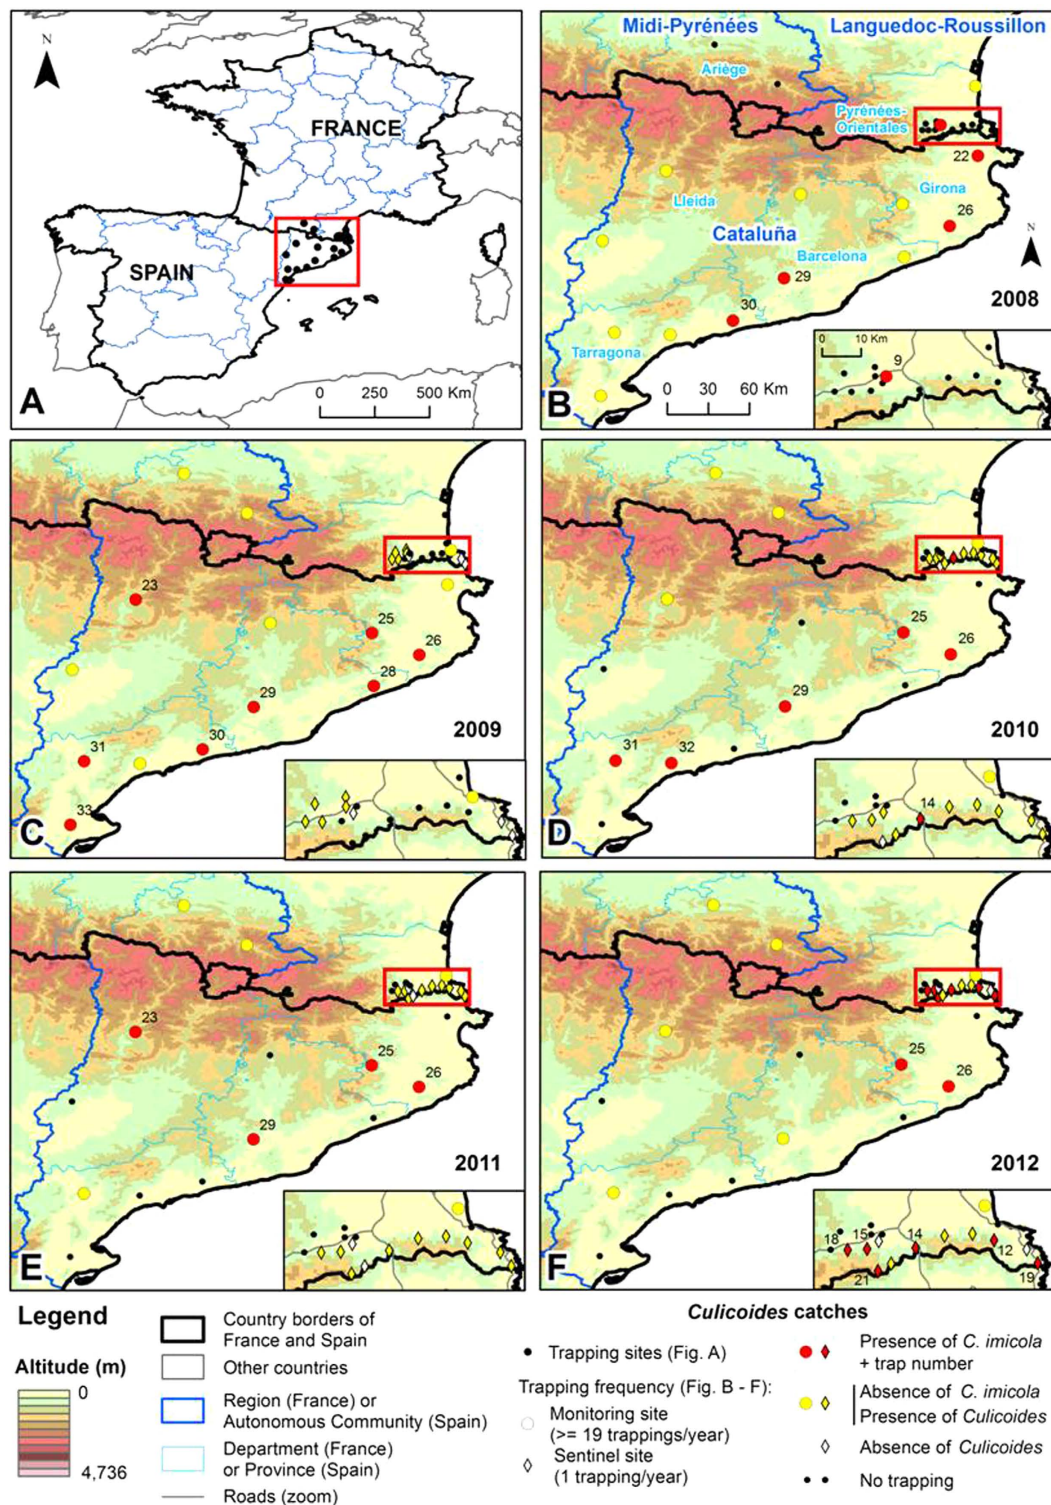 N
FRANCE
SPAIN
0 250 500 Km
A
Midi-Pyrénées
Languedoc-Roussillon
Ariège
Pyrénées-
Orientales
22
Lleida
Girona
26
Cataluña
N
Barcelona
29
2008
30
Tarragona
0 10 Km
9
0 30 60 Km
B
23
25
26
28
29
2009
30
31
33
C
25
26
29
2010
31
32
14
D
23
25
26
29
2011
E
25
26
2012
18
15
14
12
21
19
F
Legend
Altitude (m)
0
4,736
Country borders of
France and Spain
Other countries
Region (France) or
Autonomous Community (Spain)
Department (France)
or Province (Spain)
Roads (zoom)
Culicoides catches
Trapping sites (Fig. A)
Trapping frequency (Fig. B - F):
Monitoring site
(>= 19 trappings/year)
Sentinel site
(1 trapping/year)
Presence of C. imicola
+ trap number
Absence of C. imicola
Presence of Culicoides
Absence of Culicoides
No trapping